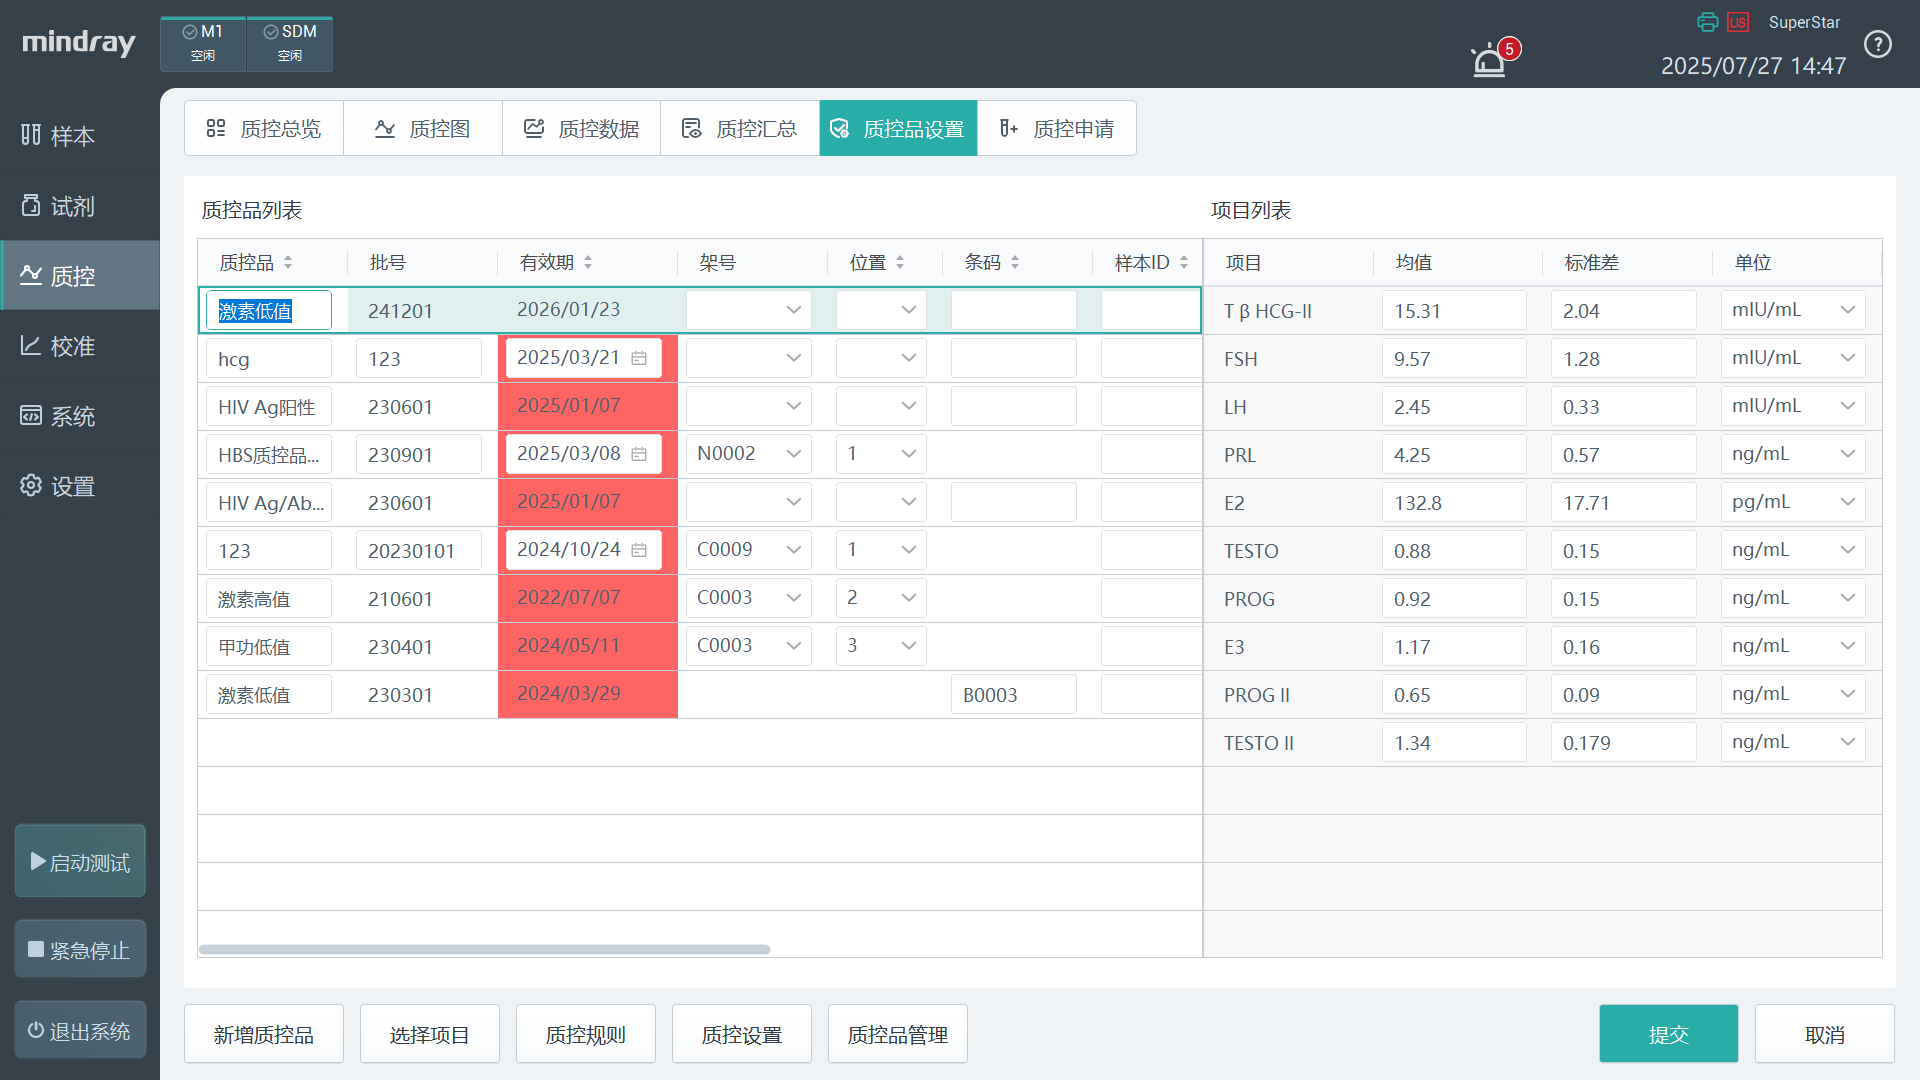 mindray
M1
空闲
SDM
空闲
5
LIS
SuperStar
2025/07/27 14:47
?
样本
试剂
质控
校准
系统
设置
启动测试
紧急停止
退出系统
质控总览
质控图
质控数据
质控汇总
质控品设置
质控申请
质控品列表
质控品 批号 有效期 架号 位置 条码 样本ID
激素低值 241201 2026/01/23
hcg 123 2025/03/21
HIV Ag阳性 230601 2025/01/07
HBS质控品... 230901 2025/03/08 N0002 1
HIV Ag/Ab... 230601 2025/01/07
123 20230101 2024/10/24 C0009 1
激素高值 210601 2022/07/07 C0003 2
甲功低值 230401 2024/05/11 C0003 3
激素低值 230301 2024/03/29 B0003
项目列表
项目 均值 标准差 单位
T β HCG-II 15.31 2.04 mIU/mL
FSH 9.57 1.28 mIU/mL
LH 2.45 0.33 mIU/mL
PRL 4.25 0.57 ng/mL
E2 132.8 17.71 pg/mL
TESTO 0.88 0.15 ng/mL
PROG 0.92 0.15 ng/mL
E3 1.17 0.16 ng/mL
PROG II 0.65 0.09 ng/mL
TESTO II 1.34 0.179 ng/mL
新增质控品
选择项目
质控规则
质控设置
质控品管理
提交
取消